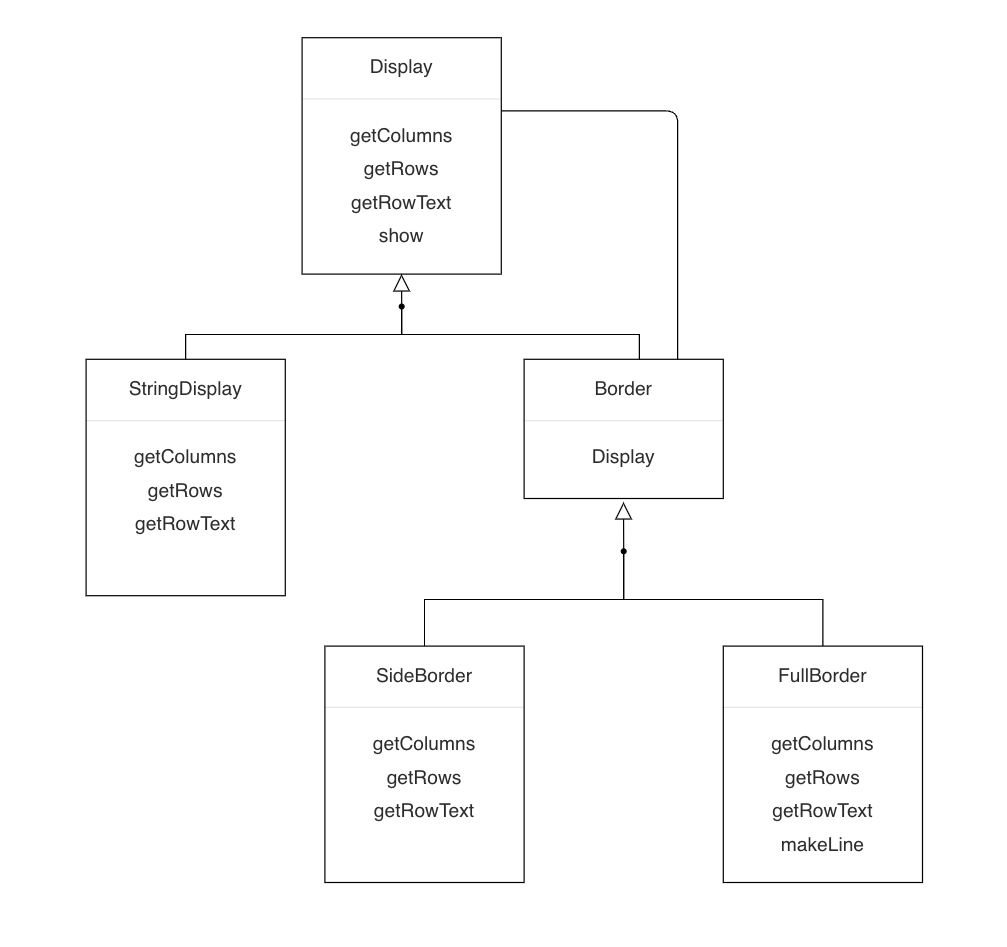 Display
getColumns
getRows
getRowText
show
StringDisplay
getColumns
getRows
getRowText
Border
Display
SideBorder
getColumns
getRows
getRowText
FullBorder
getColumns
getRows
getRowText
makeLine